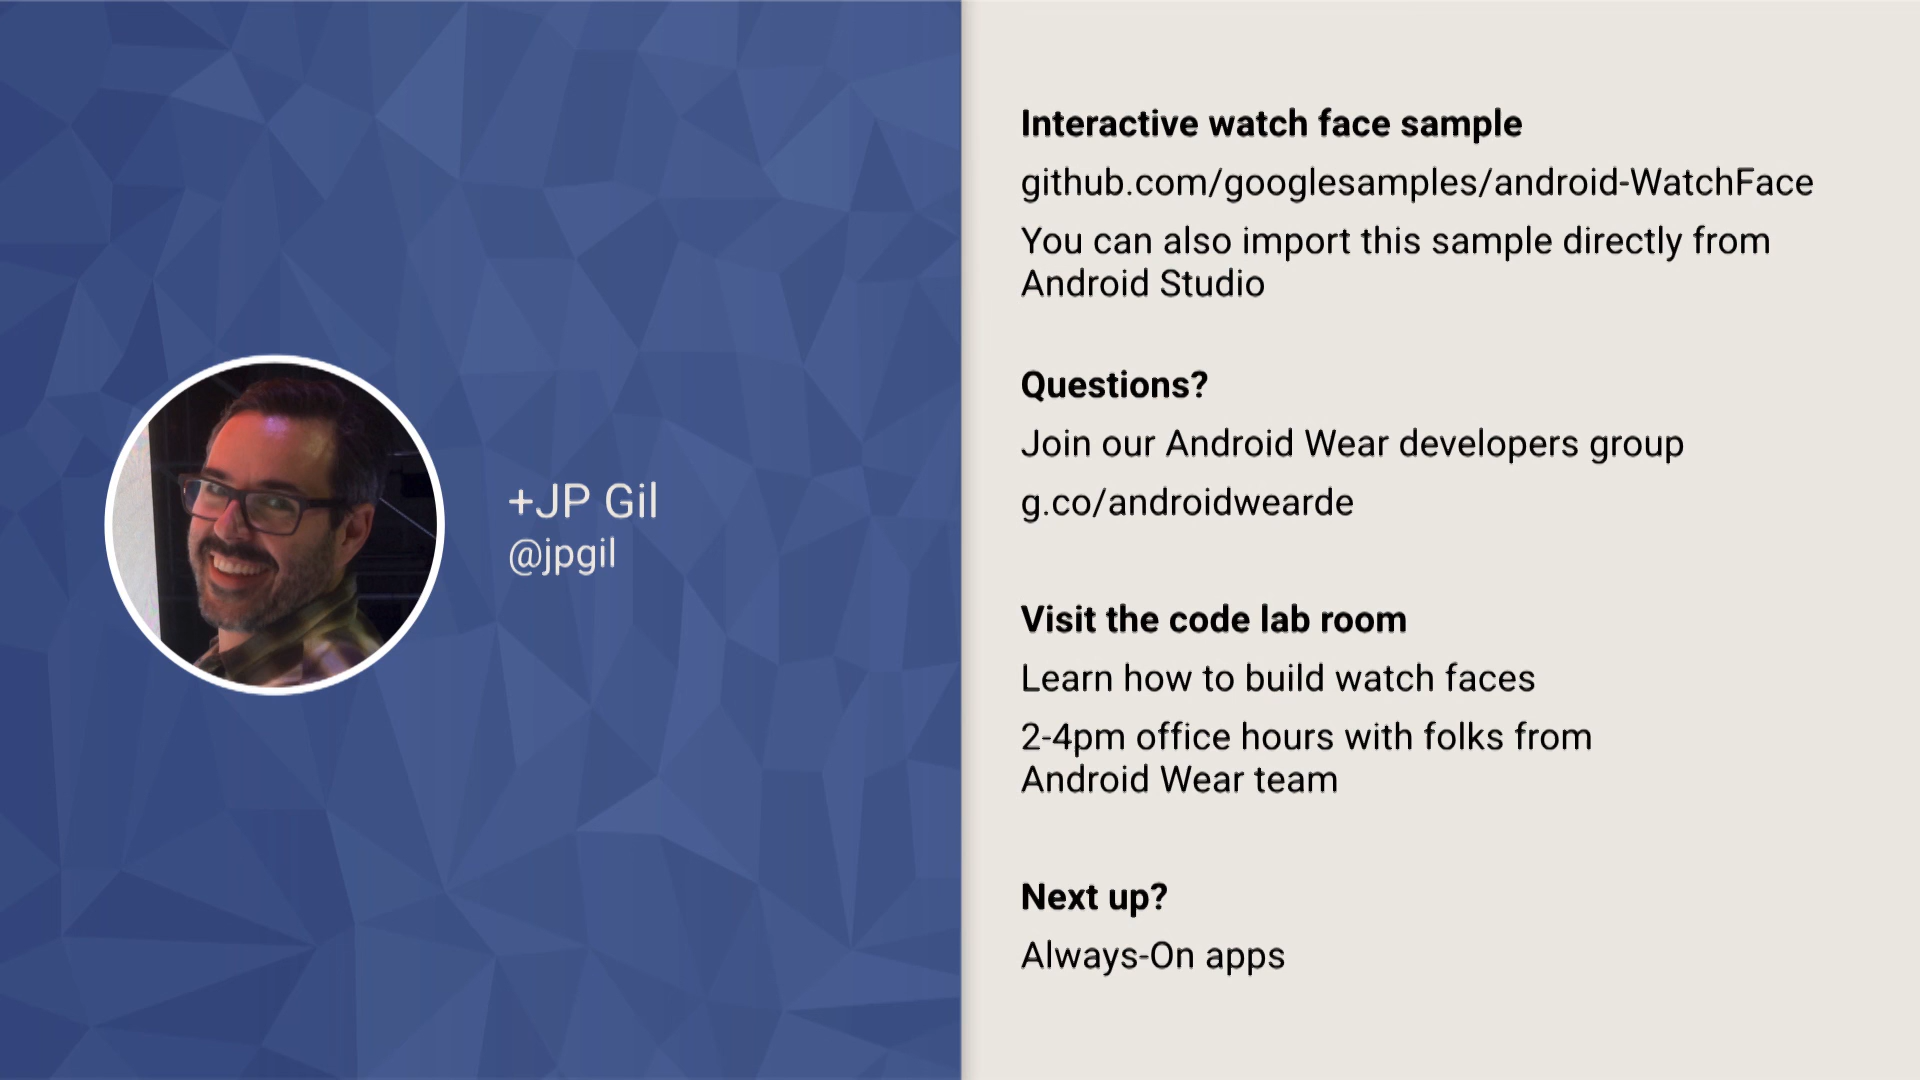 +JP Gil
@jpgil
Interactive watch face sample
github.com/googlesamples/android-WatchFace
You can also import this sample directly from
Android Studio
Questions?
Join our Android Wear developers group
g.co/androidwearde
Visit the code lab room
Learn how to build watch faces
2-4pm office hours with folks from
Android Wear team
Next up?
Always-On apps